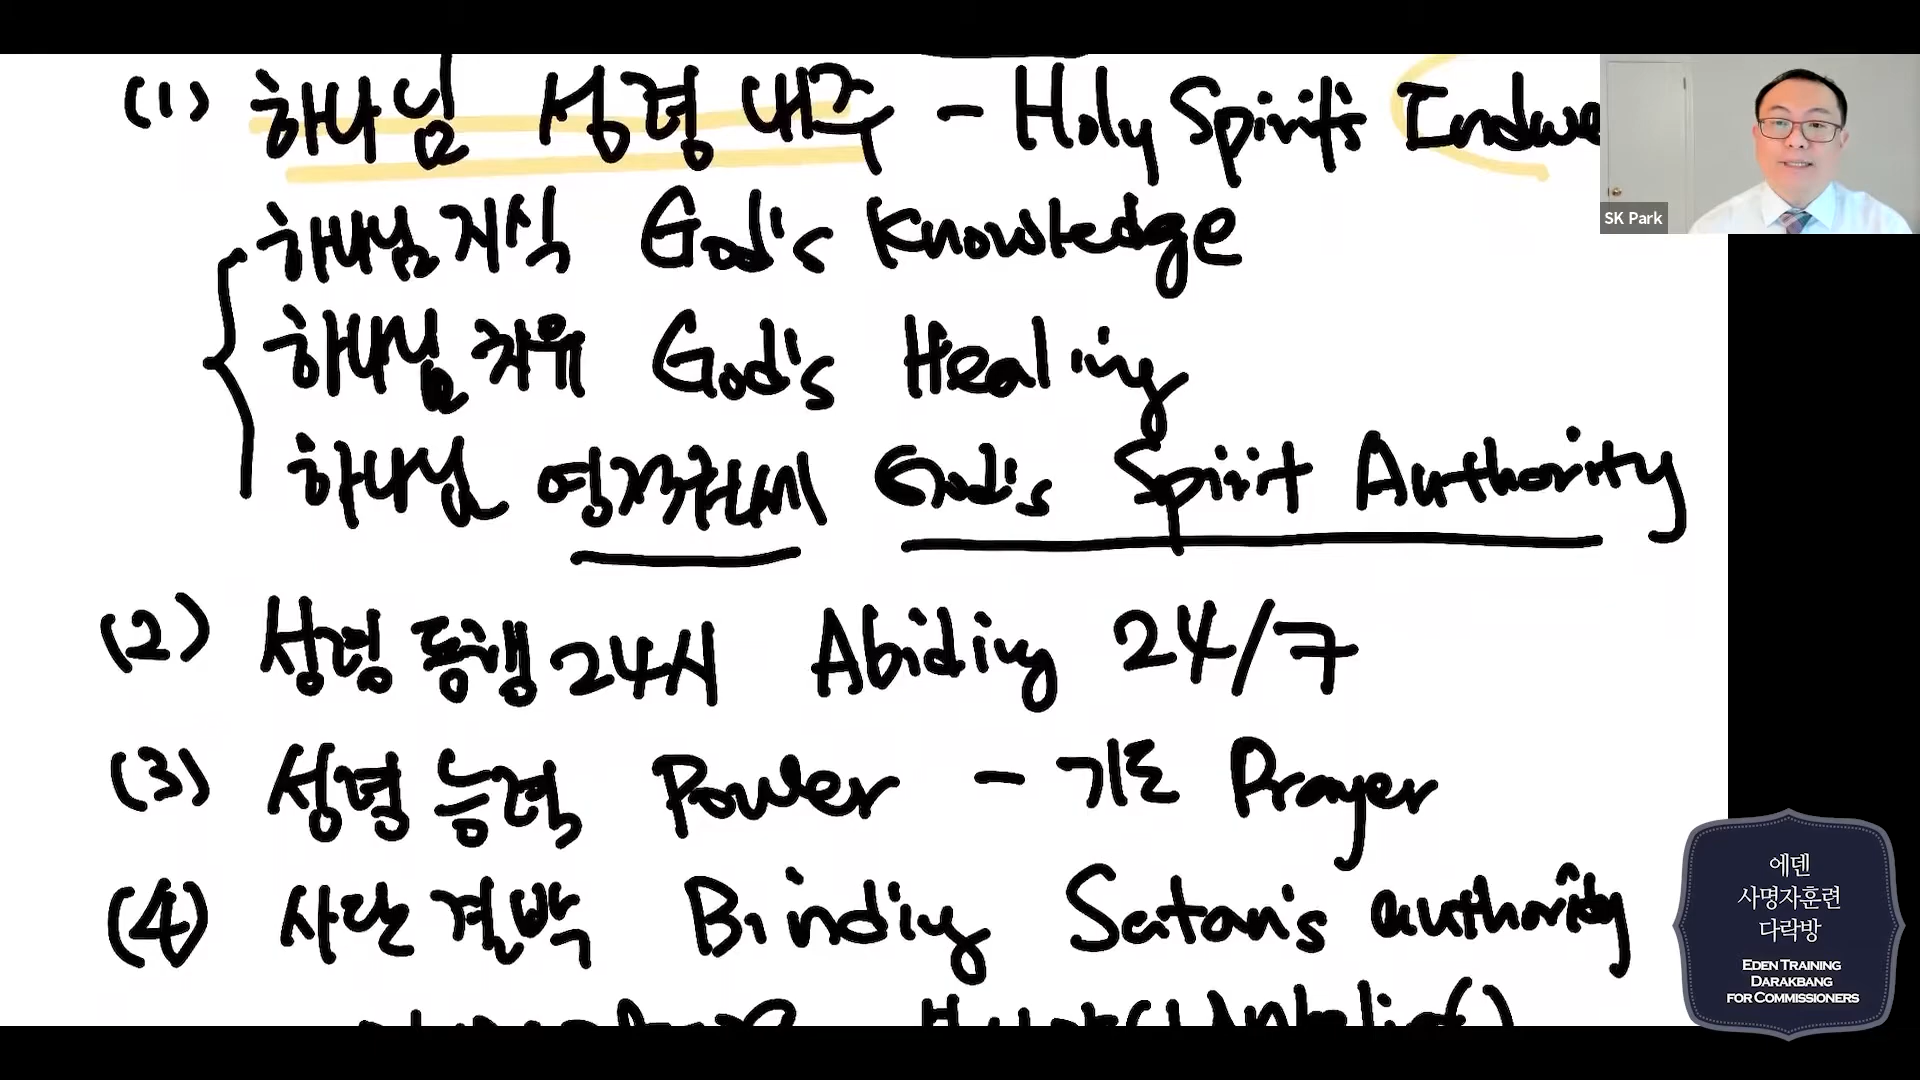 (1) 하나님 성령 내주 - Holy Spirit's Indwe
하나님 지식 God's Knowledge
하나님 치유 God's Healing
하나님 영적권세 God's Spirit Authority
(2) 성령 동행 24시 Abiding 24/7
(3) 성령 능력 Power - 기도 Prayer
(4) 사단 결박 Binding Satan's authority
SK Park
에덴
사명자훈련
다락방
EDEN TRAINING
DARAKBANG
FOR COMMISSIONERS